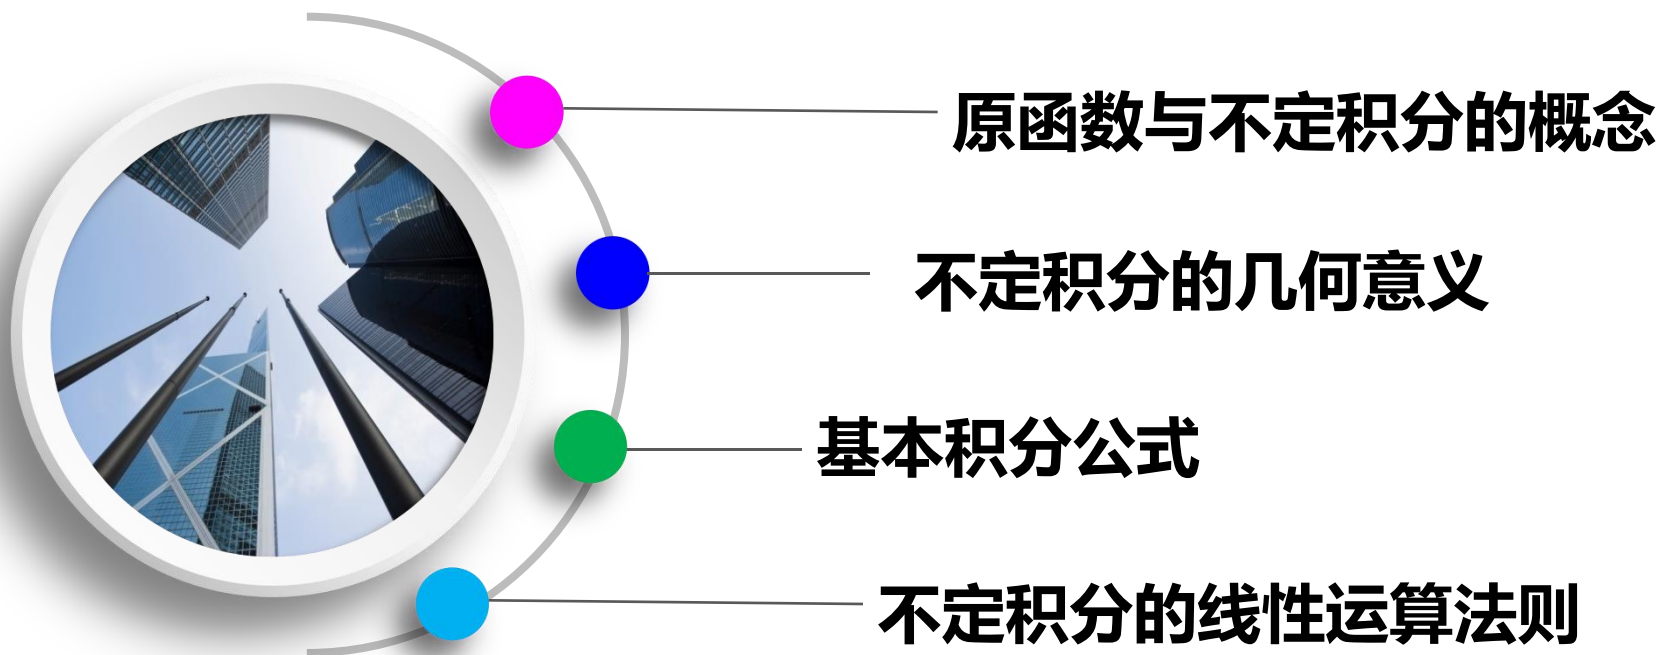 原函数与不定积分的概念
不定积分的几何意义
基本积分公式
不定积分的线性运算法则